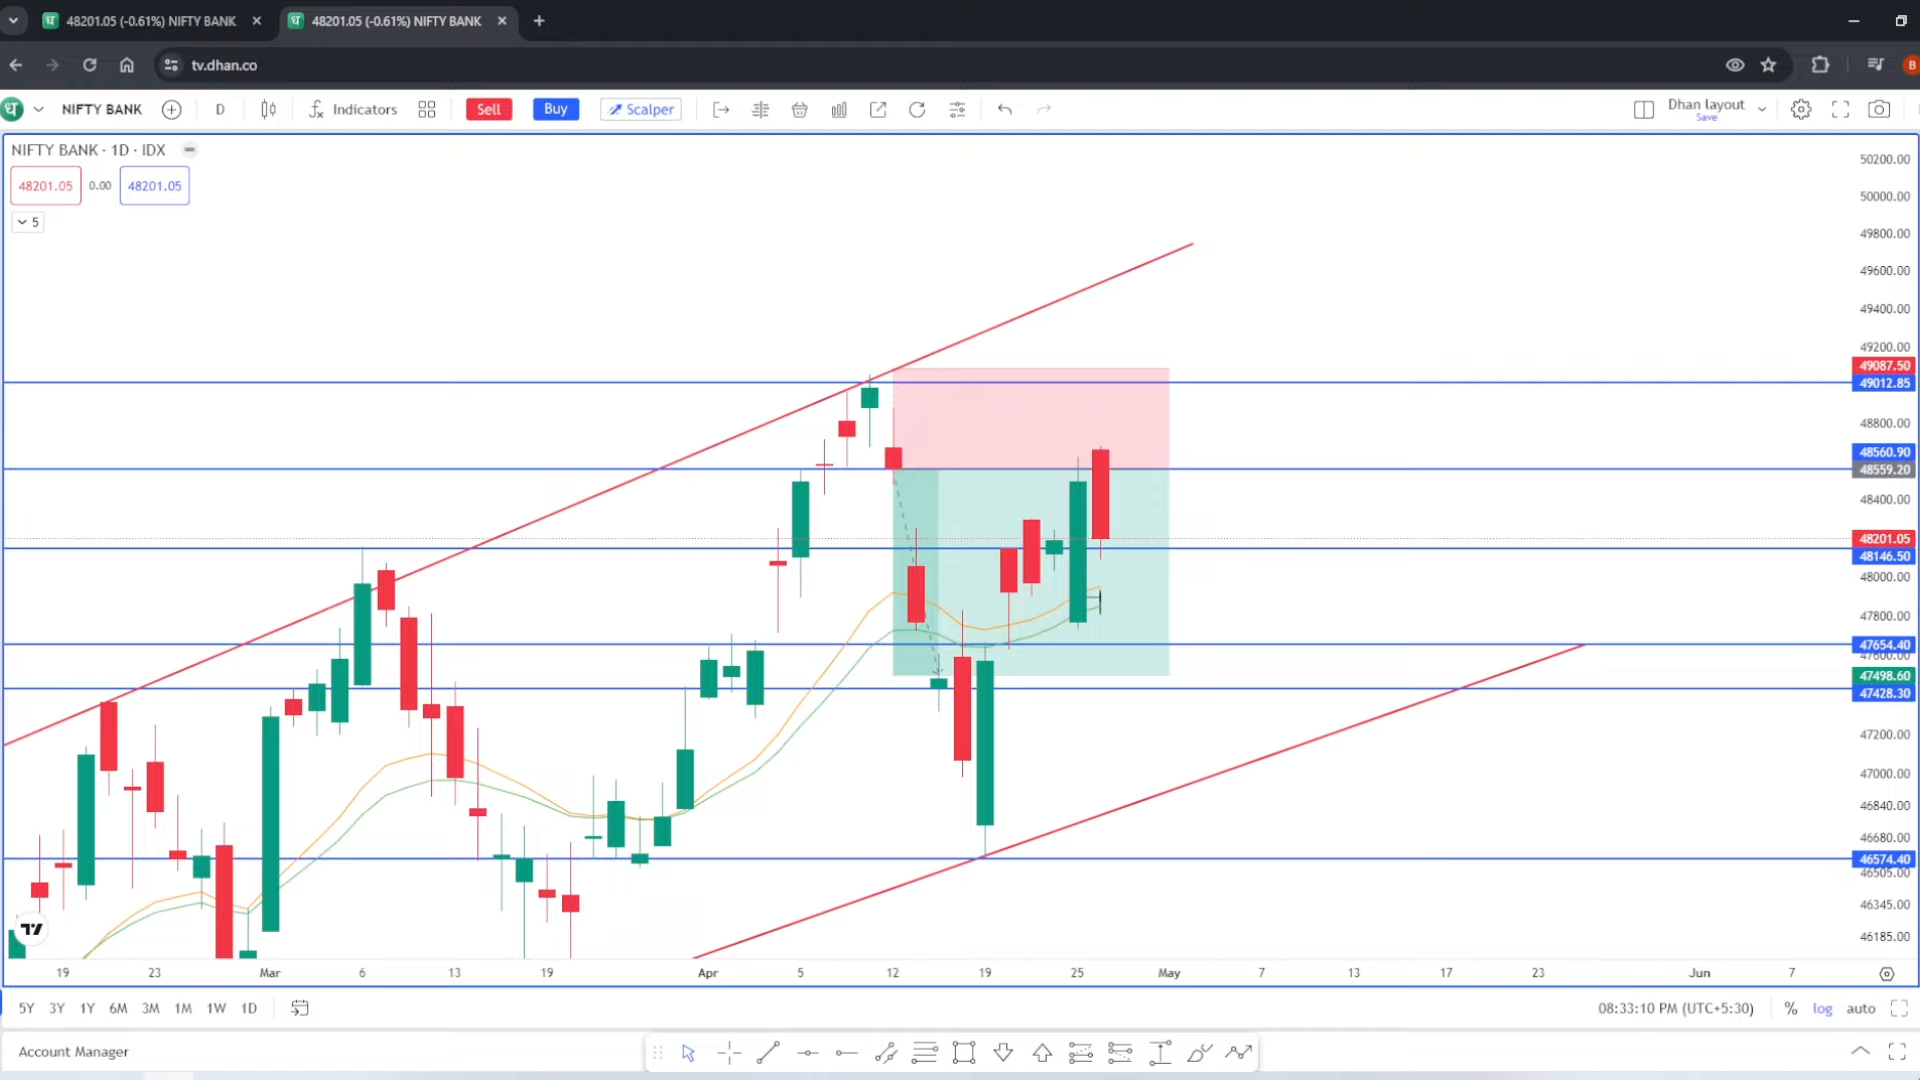 48201.05 (-0.61%) NIFTY BANK
48201.05 (-0.61%) NIFTY BANK
tv.dhan.co
B
NIFTY BANK
D
Indicators
Sell
Buy
Scalper
Dhan layout
Save
NIFTY BANK · 1D · IDX
48201.05 0.00 48201.05
5
50200.00
50000.00
49800.00
49600.00
49400.00
49200.00
49087.50
49012.85
48800.00
48560.90
48559.20
48400.00
48201.05
48146.50
48000.00
47800.00
47654.40
47600.00
47498.60
47428.30
47200.00
47000.00
46840.00
46680.00
46574.40
46505.00
46345.00
46185.00
19 23 Mar 6 13 19 Apr 5 12 19 25 May 7 13 17 23 Jun 7
5Y 3Y 1Y 6M 3M 1M 1W 1D
08:33:10 PM (UTC+5:30) % log auto
Account Manager